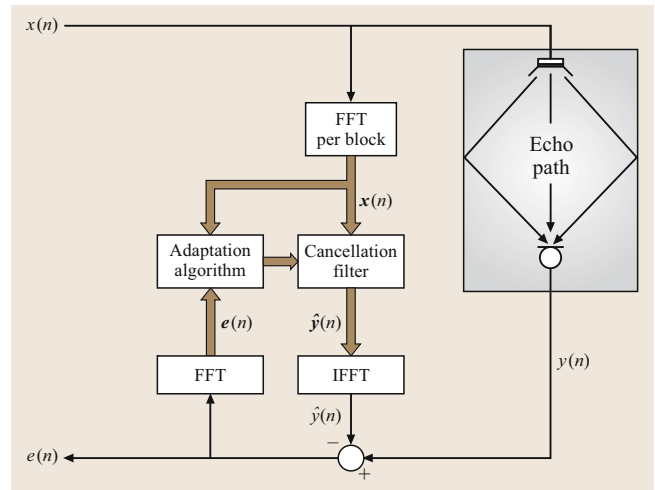 x(n)
FFT
per block
Echo
path
x(n)
Adaptation
algorithm
Cancellation
filter
e(n)
ŷ(n)
y(n)
FFT
IFFT
ŷ(n)
−
e(n)
+